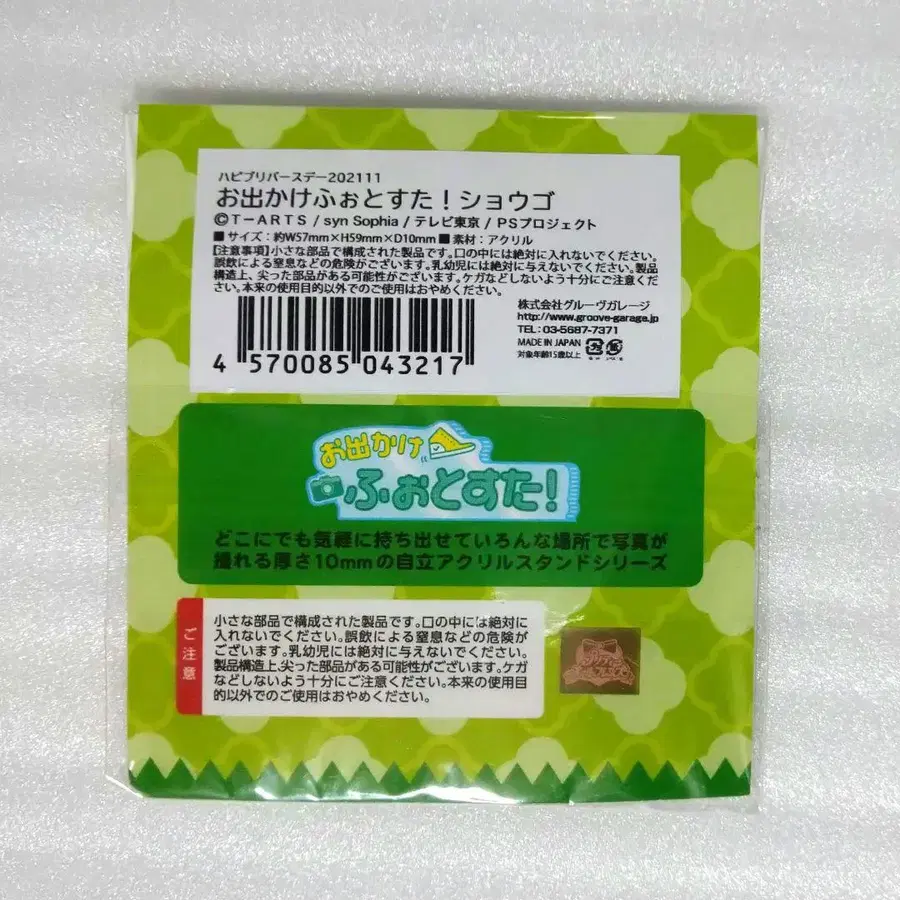 ハピプリバースデー202111
お出かけふぉとすた！ショウゴ
©T-ARTS / syn Sophia / テレビ東京 / PSプロジェクト
■サイズ：約W57mm×H59mm×D10mm ■素材：アクリル
【注意事項】小さな部品で構成された製品です。口の中には絶対に入れないでください。
誤飲による窒息などの危険がございます。乳幼児には絶対に与えないでください。製品
構造上、尖った部品がある可能性がございます。ケガなどしないよう十分にご注意くだ
さい。本来の使用目的以外でのご使用はおやめください。
株式会社グルーヴガレージ
http://www.groove-garage.jp
TEL：03-5687-7371
MADE IN JAPAN
対象年齢15歳以上
4 570085 043217
お出かけ
ふぉとすた！
どこにでも気軽に持ち出せていろんな場所で写真が
撮れる厚さ10mmの自立アクリルスタンドシリーズ
ご注意
小さな部品で構成された製品です。口の中には絶対に
入れないでください。誤飲による窒息などの危険が
ございます。乳幼児には絶対に与えないでください。
製品構造上、尖った部品がある可能性がございます。ケガ
などしないよう十分にご注意ください。本来の使用目
的以外でのご使用はおやめください。